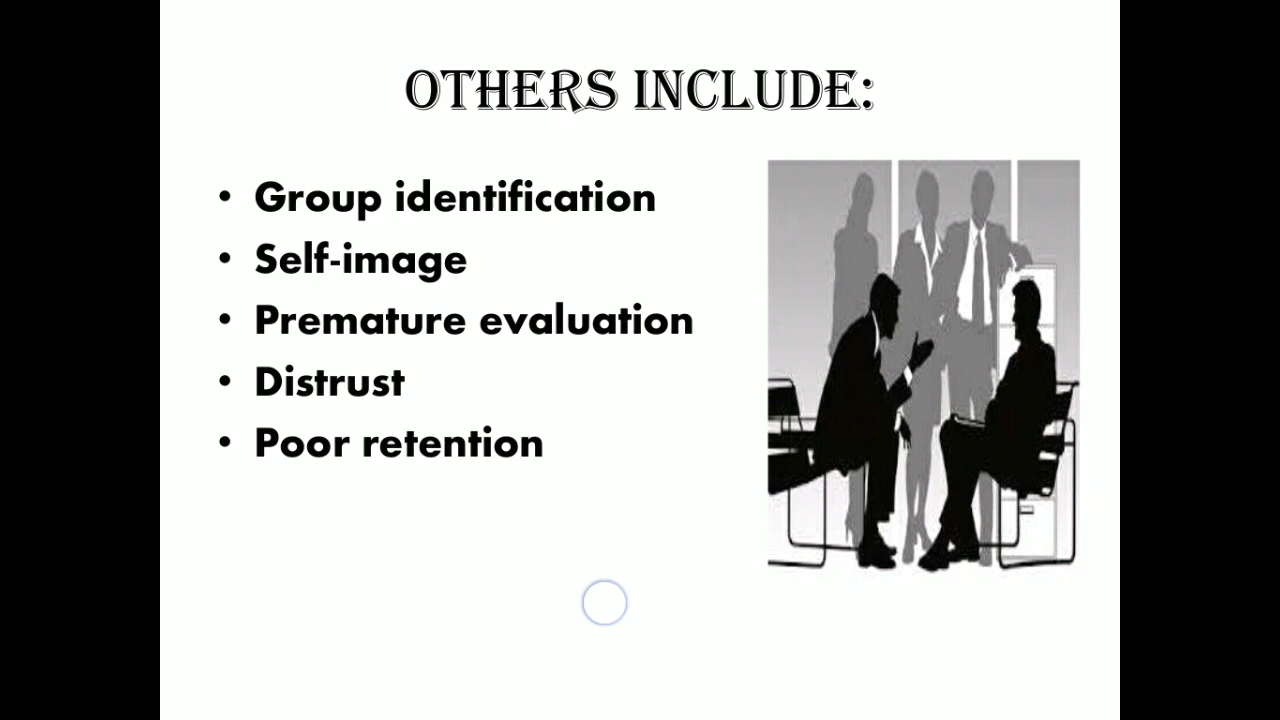 OTHERS INCLUDE:
• Group identification
• Self-image
• Premature evaluation
• Distrust
• Poor retention